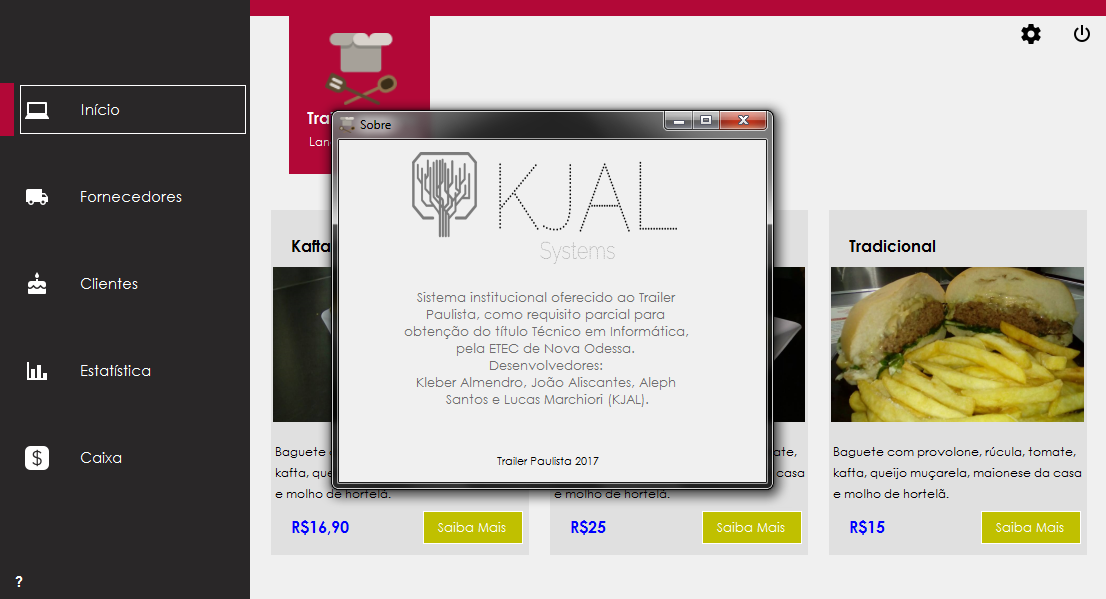 Início
Fornecedores
Clientes
Estatística
$ Caixa
?
Tra
Lan
Sobre
KJAL
Systems
Sistema institucional oferecido ao Trailer
Paulista, como requisito parcial para
obtenção do título Técnico em Informática,
pela ETEC de Nova Odessa.
Desenvolvedores:
Kleber Almendro, João Aliscantes, Aleph
Santos e Lucas Marchiori (KJAL).
Trailer Paulista 2017
Kafta
Baguete
kafta, que
e molho de hortelã.
R$16,90
Saiba Mais
ate,
casa
e molho de hortelã.
R$25
Saiba Mais
Tradicional
Baguete com provolone, rúcula, tomate,
kafta, queijo muçarela, maionese da casa
e molho de hortelã.
R$15
Saiba Mais